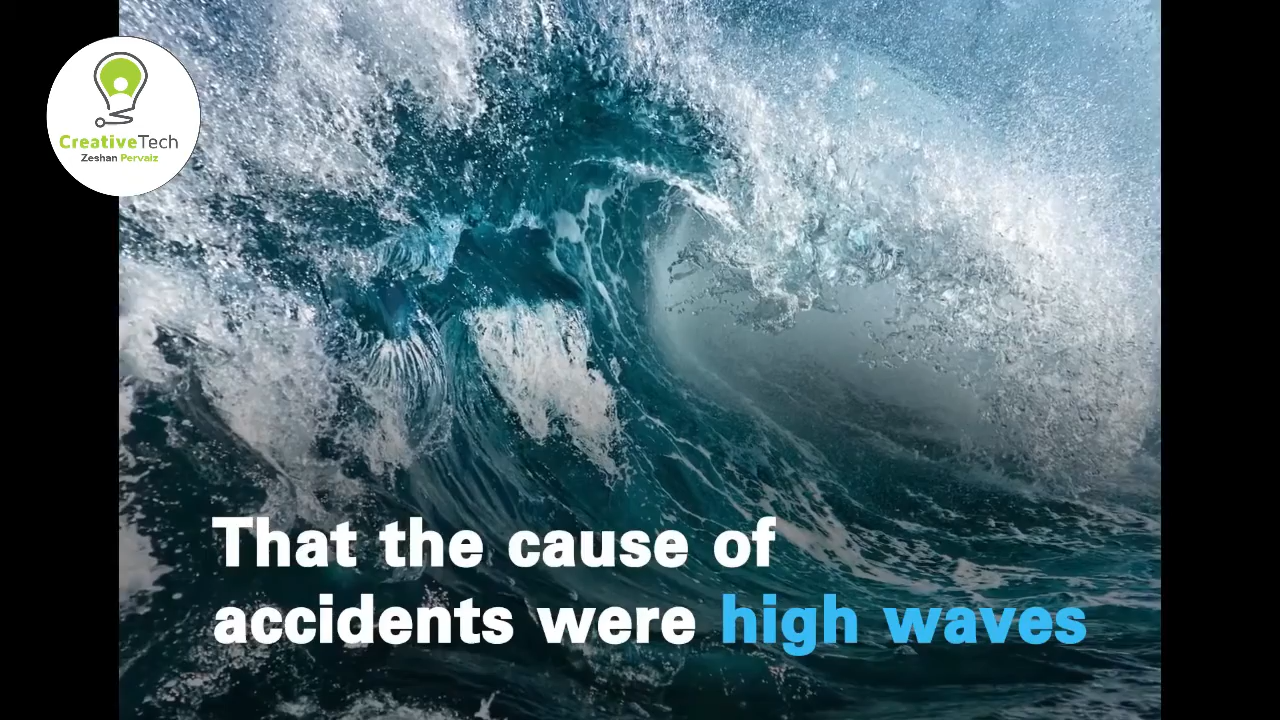 CreativeTech
Zeshan Pervaiz
That the cause of
accidents were high waves